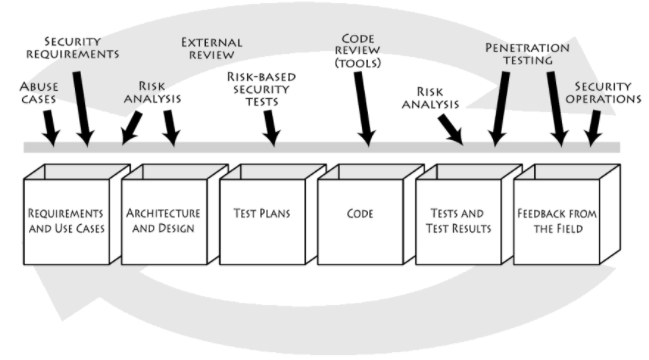 SECURITY
REQUIREMENTS
EXTERNAL
REVIEW
CODE
REVIEW
(TOOLS)
PENETRATION
TESTING
ABUSE
CASES
RISK
ANALYSIS
RISK-BASED
SECURITY
TESTS
RISK
ANALYSIS
SECURITY
OPERATIONS
REQUIREMENTS
AND USE CASES
ARCHITECTURE
AND DESIGN
TEST PLANS
CODE
TESTS AND
TEST RESULTS
FEEDBACK FROM
THE FIELD